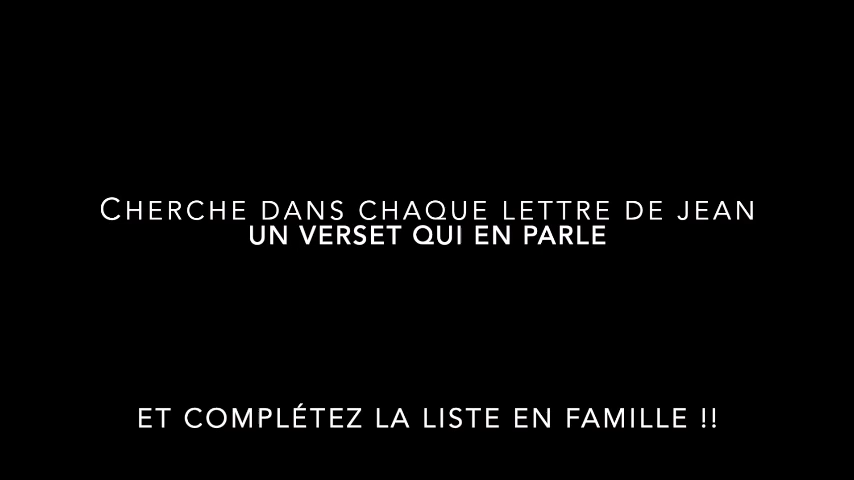 CHERCHE DANS CHAQUE LETTRE DE JEAN
UN VERSET QUI EN PARLE
ET COMPLÉTEZ LA LISTE EN FAMILLE !!